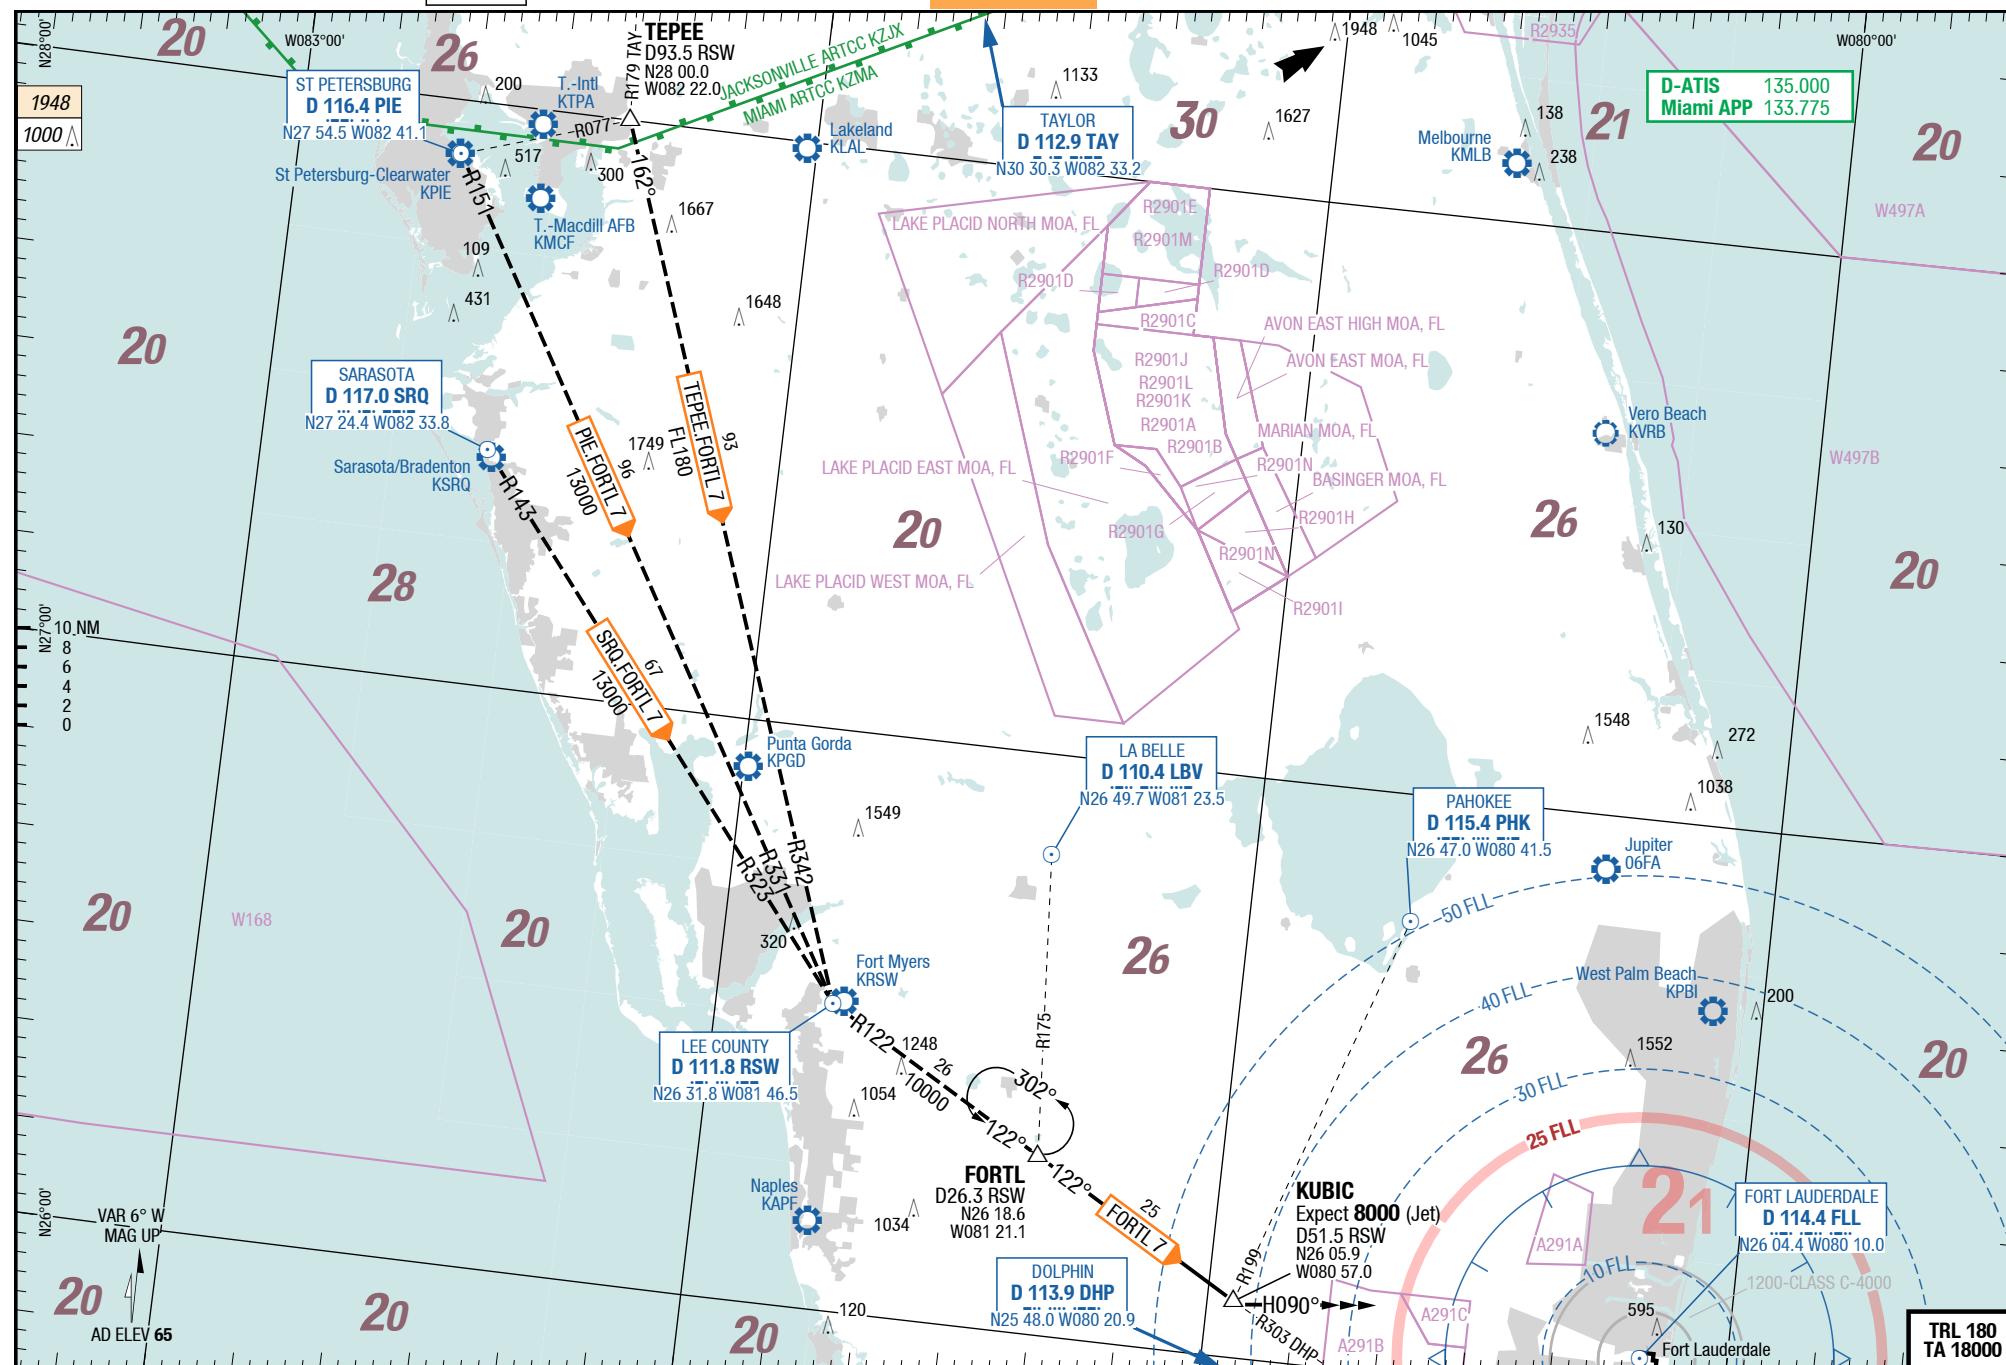 N28°00'
20
W083°00'
26
R179 TAY
TEPEE
D93.5 RSW
N28 00.0
W082 22.0
JACKSONVILLE ARTCC KZJX
MIAMI ARTCC KZMA
1948
1045
R2935
W080°00'
1948
1000
ST PETERSBURG
D 116.4 PIE
N27 54.5 W082 41.1
200
T.-Intl
KTPA
R077
517
300
1133
30
1627
TAYLOR
D 112.9 TAY
N30 30.3 W082 33.2
Lakeland
KLAL
D-ATIS 135.000
Miami APP 133.775
21
20
138
238
Melbourne
KMLB
W497A
St Petersburg-Clearwater
KPIE
R151
162°
T.-Macdill AFB
KMCF
1667
109
431
1648
LAKE PLACID NORTH MOA, FL
R2901E
R2901M
R2901D
R2901D
R2901C
AVON EAST HIGH MOA, FL
R2901J
AVON EAST MOA, FL
R2901L
R2901K
R2901A
MARIAN MOA, FL
R2901B
R2901F
R2901N
BASINGER MOA, FL
LAKE PLACID EAST MOA, FL
R2901G
R2901H
R2901N
LAKE PLACID WEST MOA, FL
R2901I
20
SARASOTA
D 117.0 SRQ
N27 24.4 W082 33.8
Sarasota/Bradenton
KSRQ
R143
PIE.FORTL 7
96
13000
1749
TEPEE.FORTL 7
93
FL180
20
Vero Beach
KVRB
W497B
26
130
20
28
SRQ.FORTL 7
67
13000
N27°00'
10 NM
8
6
4
2
0
Punta Gorda
KPGD
1549
R342
R331
R323
320
LA BELLE
D 110.4 LBV
N26 49.7 W081 23.5
1548
272
1038
PAHOKEE
D 115.4 PHK
N26 47.0 W080 41.5
Jupiter
06FA
50 FLL
20
W168
20
26
Fort Myers
KRSW
West Palm Beach
KPBI
200
40 FLL
LEE COUNTY
D 111.8 RSW
N26 31.8 W081 46.5
R122
1248
26
10000
1054
R175
302°
122°
122°
26
1552
20
30 FLL
25 FLL
FORTL
D26.3 RSW
N26 18.6
W081 21.1
Naples
KAPF
1034
FORTL 7
25
KUBIC
Expect 8000 (Jet)
D51.5 RSW
N26 05.9
W080 57.0
R199
H090°
R303 DHP
DOLPHIN
D 113.9 DHP
N25 48.0 W080 20.9
A291A
A291B
A291C
21
FORT LAUDERDALE
D 114.4 FLL
N26 04.4 W080 10.0
10 FLL
1200-CLASS C-4000
595
Fort Lauderdale
N26°00'
VAR 6° W
MAG UP
AD ELEV 65
20
20
20
120
TRL 180
TA 18000